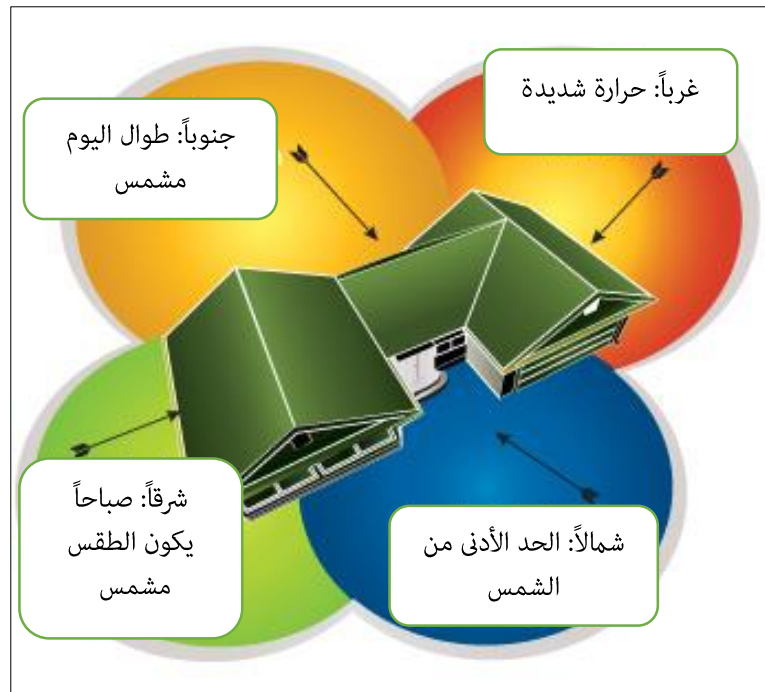 غرباً: حرارة شديدة
جنوباً: طوال اليوم
مشمس
شرقاً: صباحاً
يكون الطقس
مشمس
شمالاً: الحد الأدنى من
الشمس